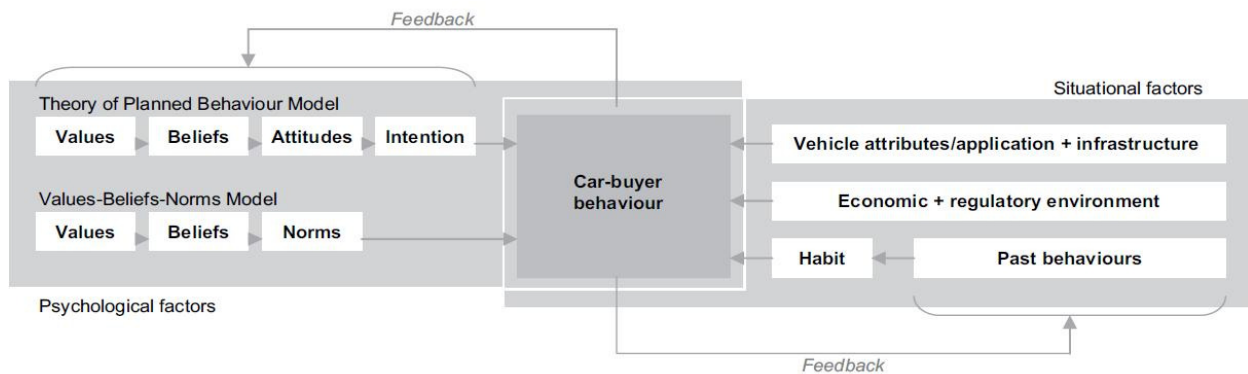 Feedback
Situational factors
Theory of Planned Behaviour Model
Values
Beliefs
Attitudes
Intention
Values-Beliefs-Norms Model
Values
Beliefs
Norms
Psychological factors
Car-buyer
behaviour
Vehicle attributes/application + infrastructure
Economic + regulatory environment
Habit
Past behaviours
Feedback